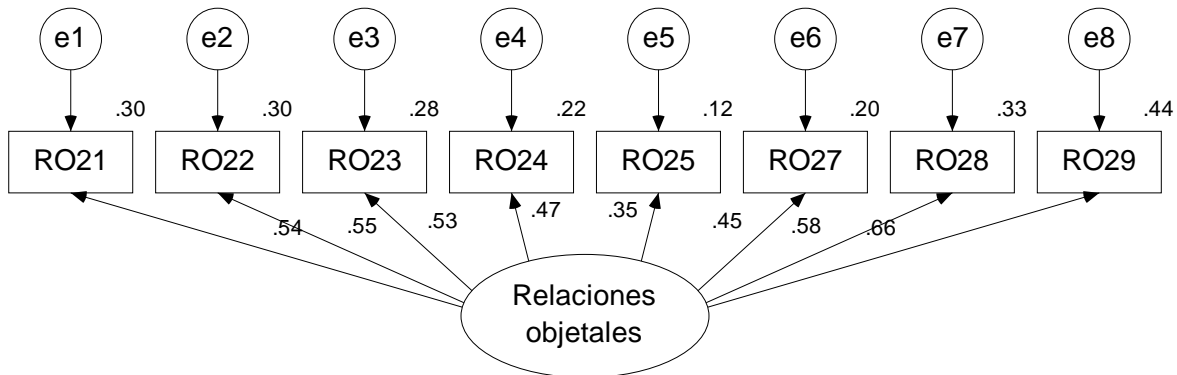 e1 e2 e3 e4 e5 e6 e7 e8
.30 .30 .28 .22 .12 .20 .33 .44
RO21 RO22 RO23 RO24 RO25 RO27 RO28 RO29
.54 .55 .53 .47 .35 .45 .58 .66
Relaciones
objetales